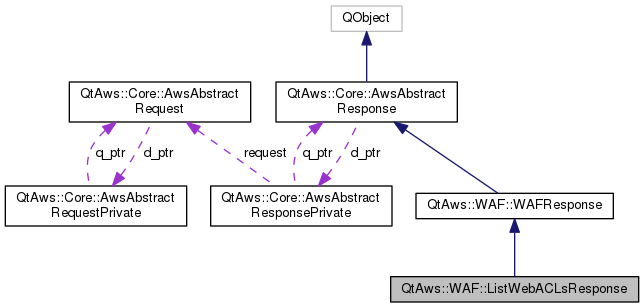 QObject
QtAws::Core::AwsAbstract
Request
QtAws::Core::AwsAbstract
Response
q_ptr
d_ptr
request
q_ptr
d_ptr
QtAws::Core::AwsAbstract
RequestPrivate
QtAws::Core::AwsAbstract
ResponsePrivate
QtAws::WAF::WAFResponse
QtAws::WAF::ListWebACLsResponse